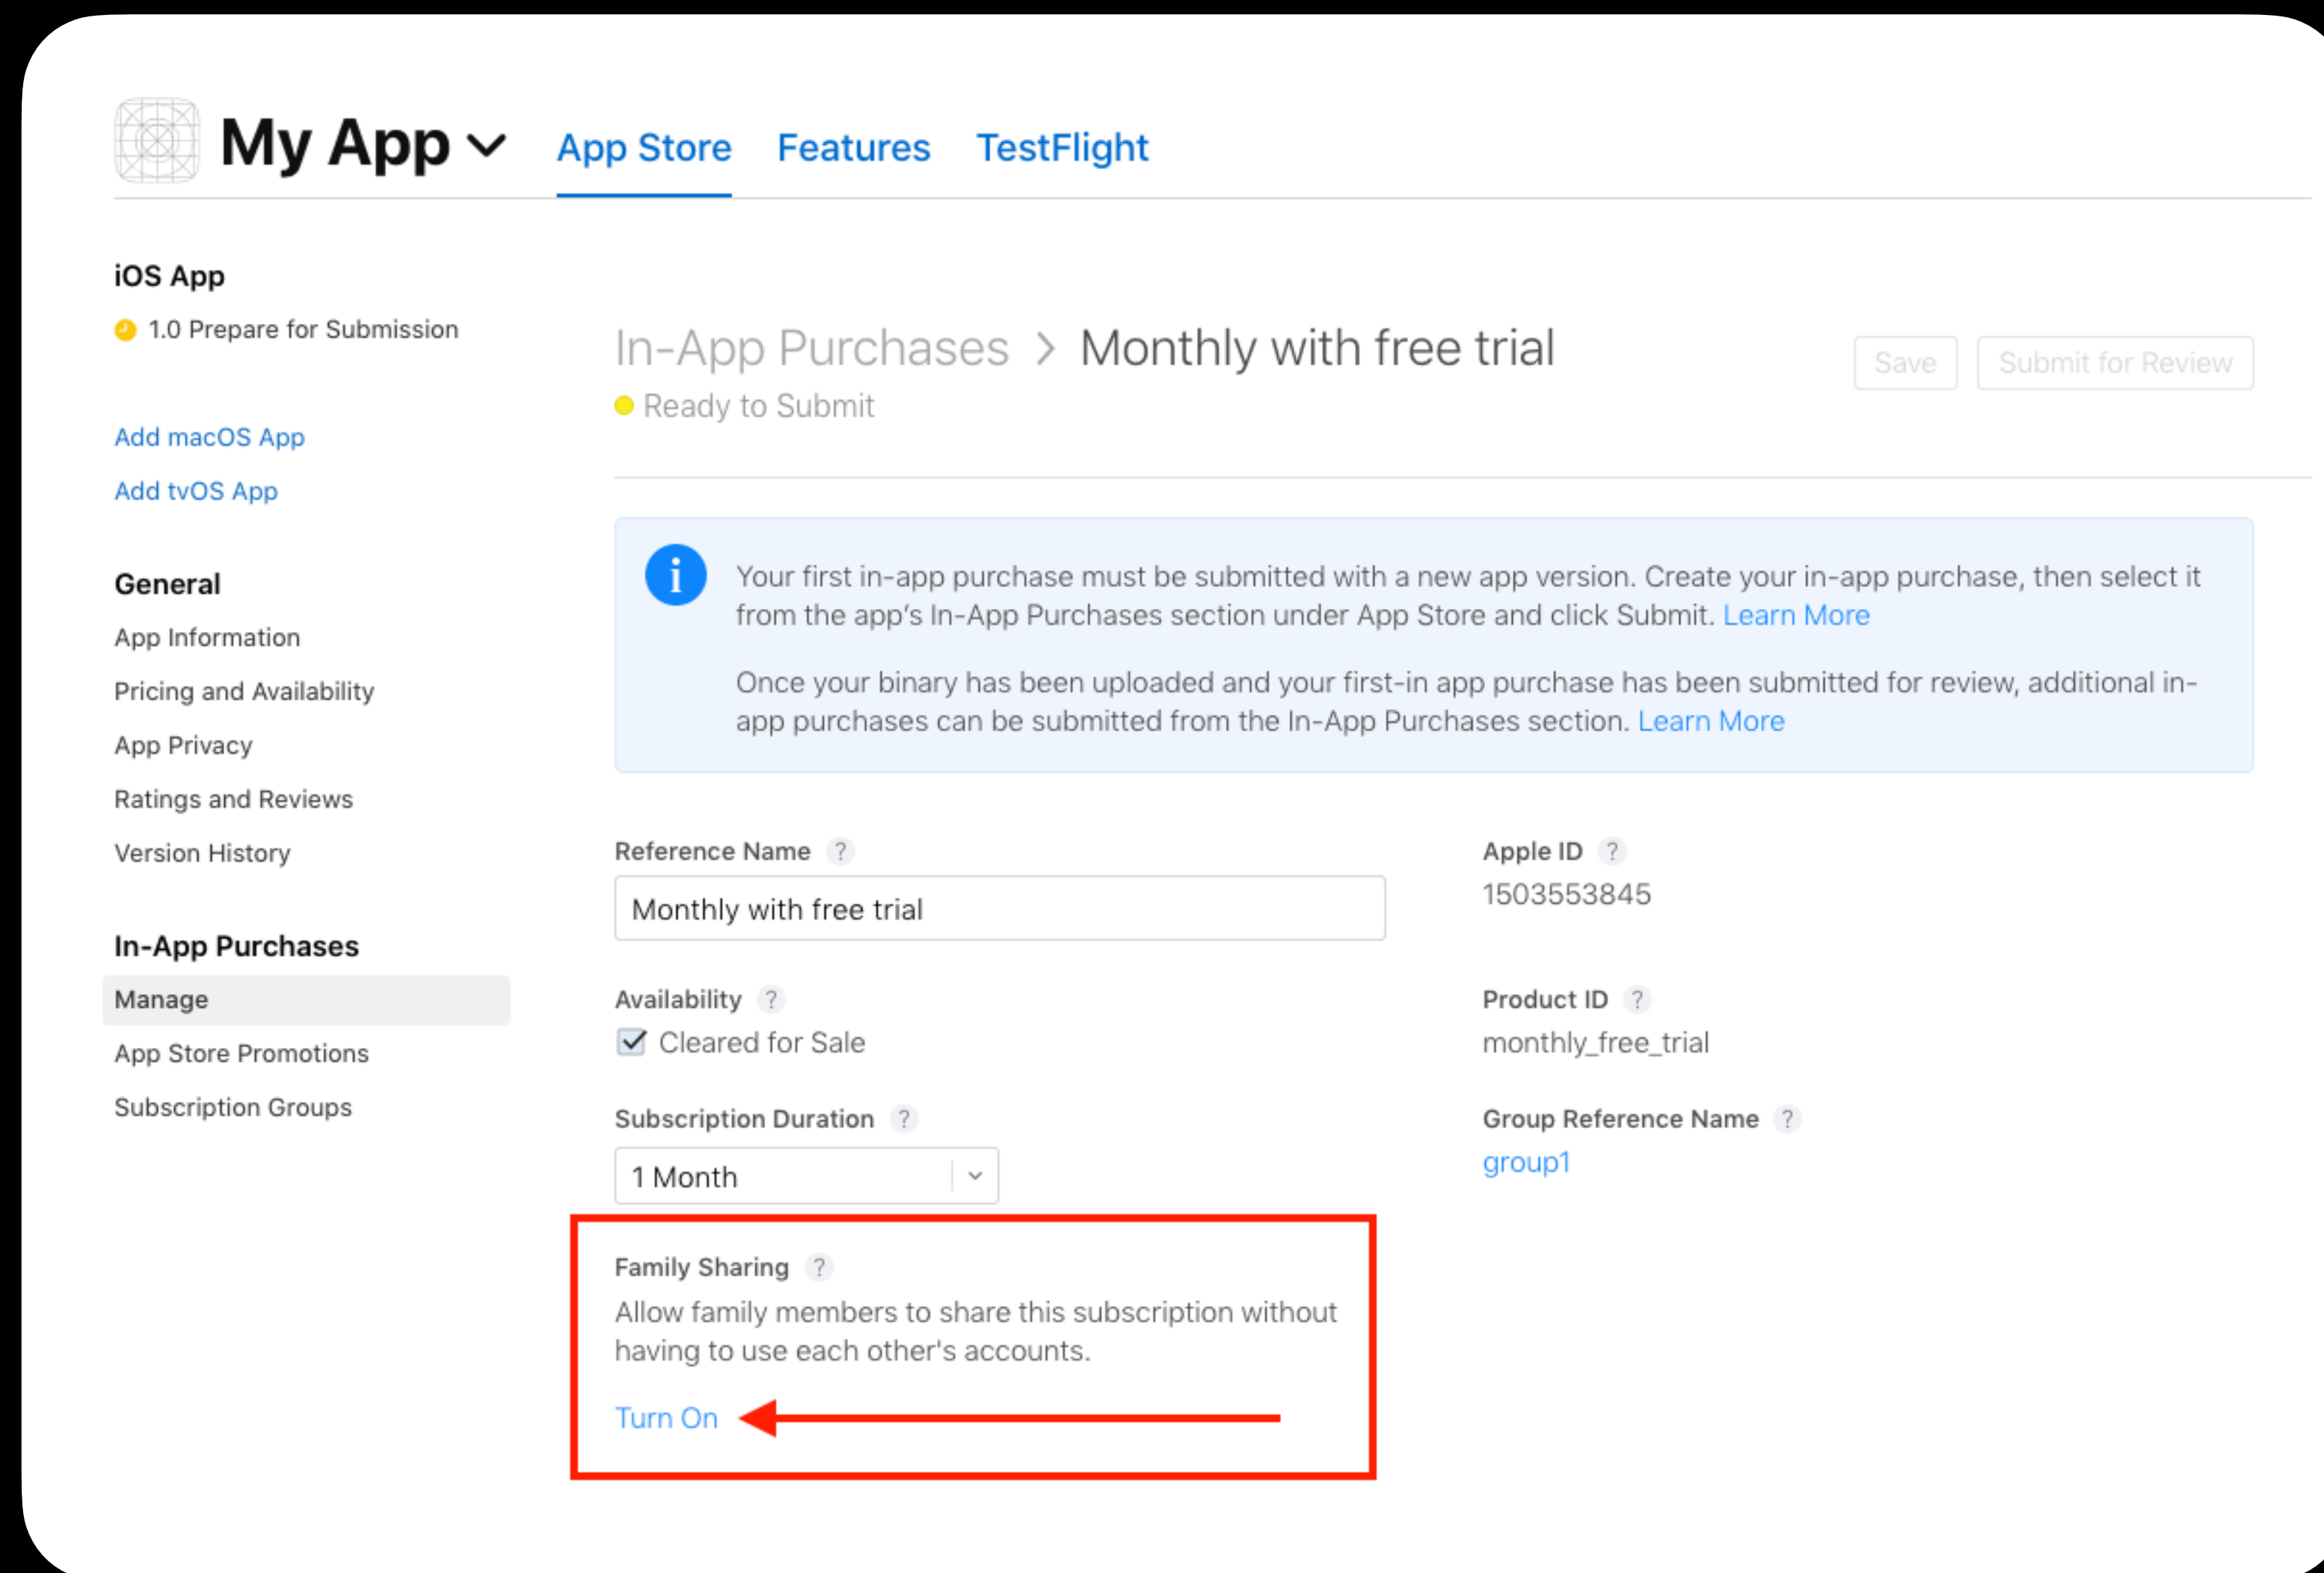 My App
App Store
Features
TestFlight
iOS App
1.0 Prepare for Submission
Add macOS App
Add tvOS App
General
App Information
Pricing and Availability
App Privacy
Ratings and Reviews
Version History
In-App Purchases
Manage
App Store Promotions
Subscription Groups
In-App Purchases > Monthly with free trial
Ready to Submit
Save
Submit for Review
i
Your first in-app purchase must be submitted with a new app version. Create your in-app purchase, then select it
from the app’s In-App Purchases section under App Store and click Submit. Learn More
Once your binary has been uploaded and your first-in app purchase has been submitted for review, additional in-
app purchases can be submitted from the In-App Purchases section. Learn More
Reference Name ?
Monthly with free trial
Apple ID ?
1503553845
Availability ?
Cleared for Sale
Product ID ?
monthly_free_trial
Subscription Duration ?
1 Month
Group Reference Name ?
group1
Family Sharing ?
Allow family members to share this subscription without
having to use each other's accounts.
Turn On